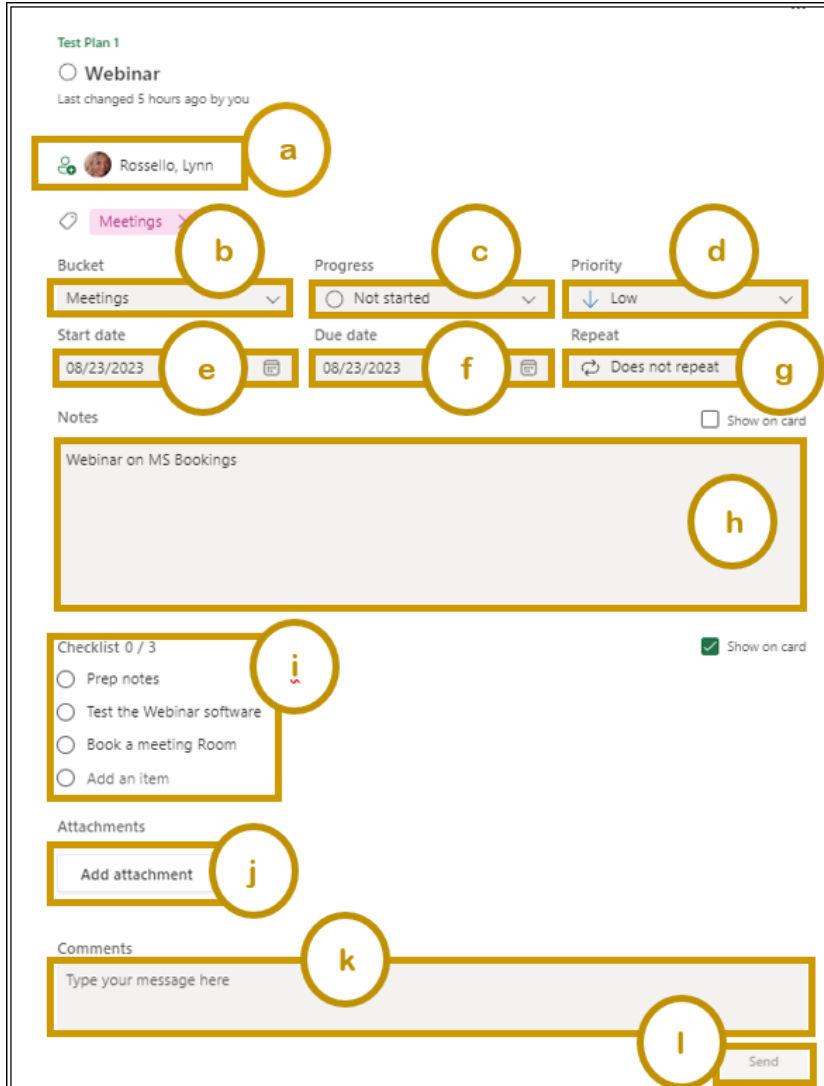 Test Plan 1
Webinar
Last changed 5 hours ago by you
a
Rossello, Lynn
Meetings
b
c
d
Bucket Progress Priority
Meetings Not started Low
Start date Due date Repeat
08/23/2023 e 08/23/2023 f Does not repeat g
Notes Show on card
Webinar on MS Bookings
h
Checklist 0 / 3 Show on card
i
Prep notes
Test the Webinar software
Book a meeting Room
Add an item
Attachments
Add attachment j
Comments
k
Type your message here
l
Send